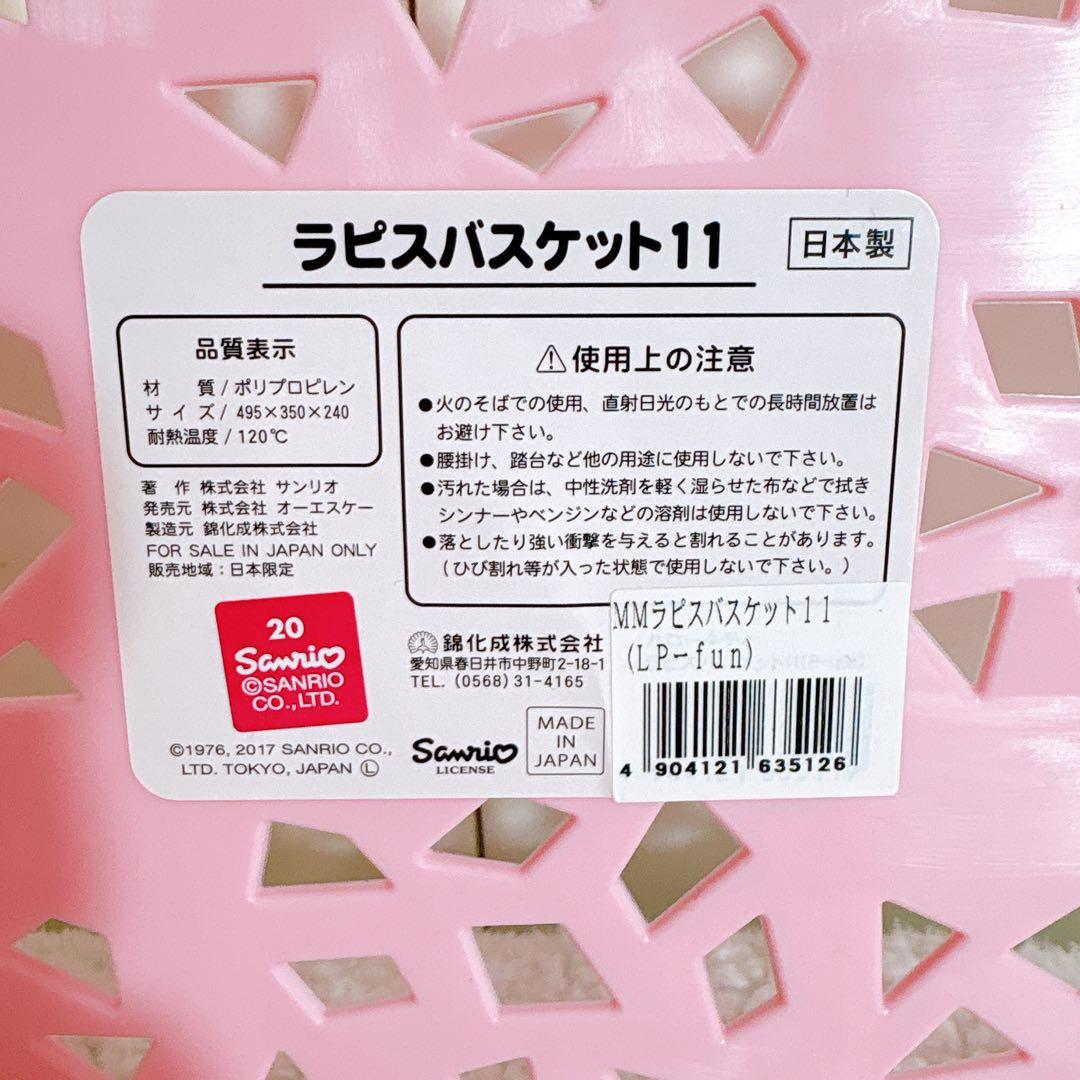 ラピスバスケット11
日本製
品質表示
材 質/ポリプロピレン
サイズ/495×350×240
耐熱温度/120℃
⚠使用上の注意
●火のそばでの使用、直射日光のもとでの長時間放置は
お避け下さい。
●腰掛け、踏台など他の用途に使用しないで下さい。
●汚れた場合は、中性洗剤を軽く湿らせた布などで拭き
シンナーやベンジンなどの溶剤は使用しないで下さい。
●落としたり強い衝撃を与えると割れることがあります。
(ひび割れ等が入った状態で使用しないで下さい。)
著 作 株式会社 サンリオ
発売元 株式会社 オーエスケー
製造元 錦化成株式会社
FOR SALE IN JAPAN ONLY
販売地域:日本限定
20
Sanrio
©SANRIO
CO.,LTD.
©1976, 2017 SANRIO CO.,
LTD. TOKYO, JAPAN Ⓛ
錦化成株式会社
愛知県春日井市中野町2-18-1
TEL. (0568) 31-4165
Sanrio
LICENSE
MADE
IN
JAPAN
MMラピスバスケット11
(LP-fun)
4 904121 635126